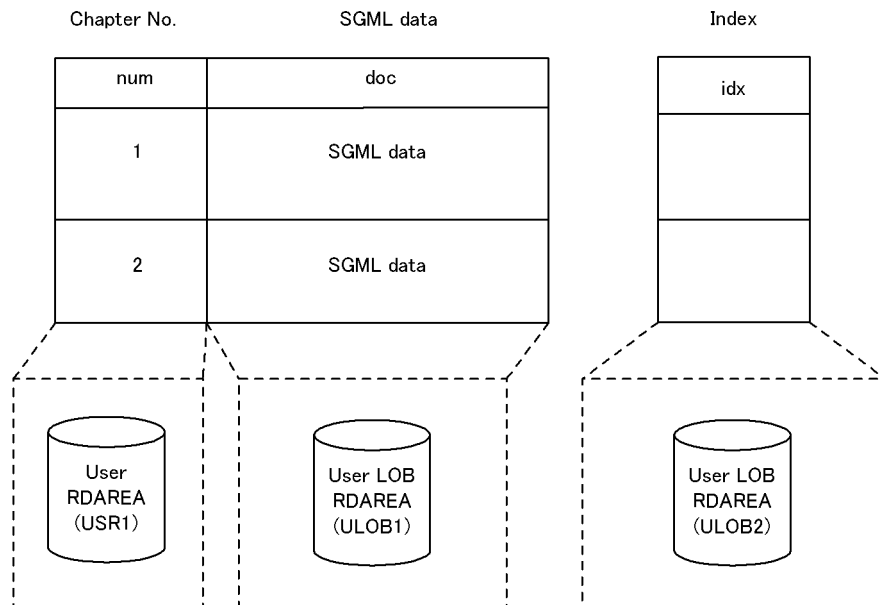 Chapter No.
SGML data
Index
num
doc
idx
1
SGML data
2
SGML data
User
RDAREA
(USR1)
User LOB
RDAREA
(ULOB1)
User LOB
RDAREA
(ULOB2)